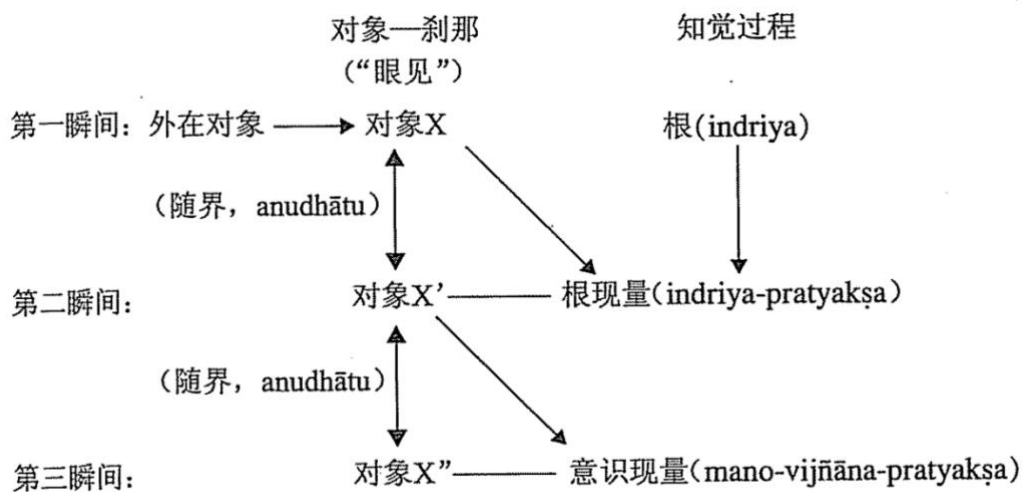 对象—刹那 知觉过程
（“眼见”）
第一瞬间：外在对象 对象X 根(indriya)
（随界，anudhātu）
第二瞬间： 对象X’ 根现量(indriya-pratyakṣa）
（随界，anudhātu）
第三瞬间： 对象X” 意识现量(mano-vijñāna-pratyakṣa)